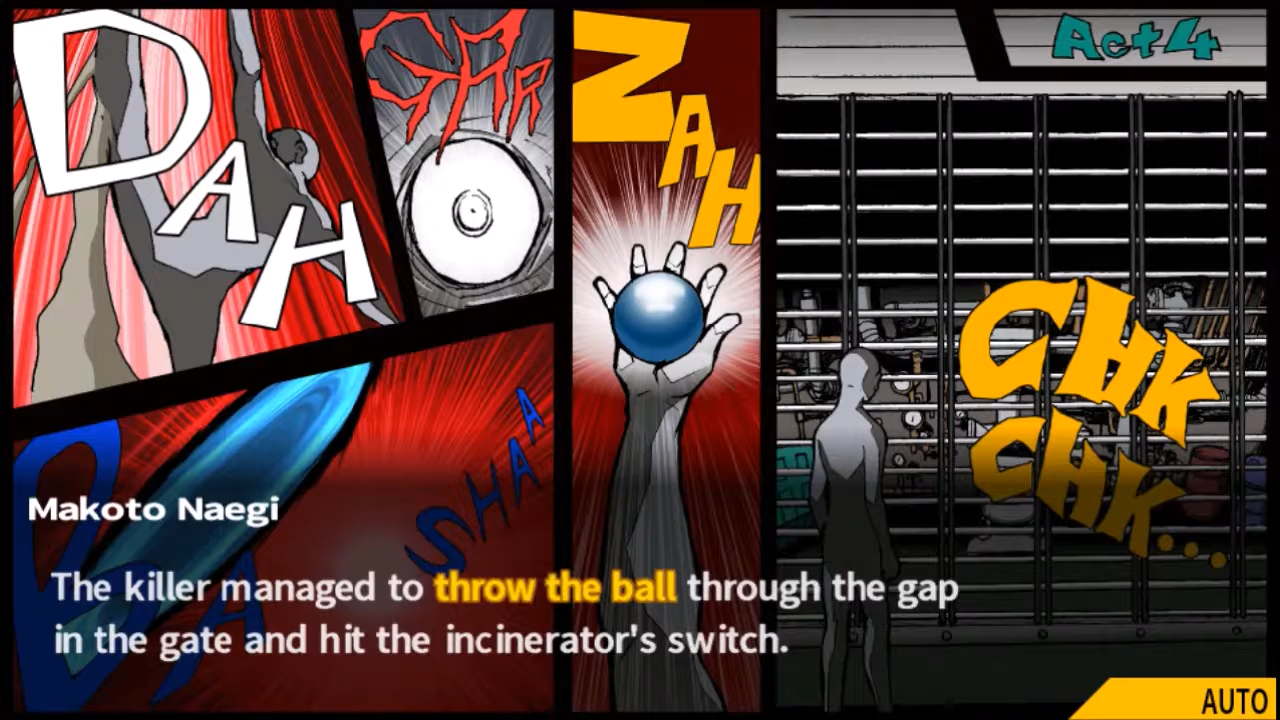 DAH
GRR
ZAH
Act4
CHK
CHK...
SHAA
Makoto Naegi
The killer managed to throw the ball through the gap
in the gate and hit the incinerator's switch.
AUTO